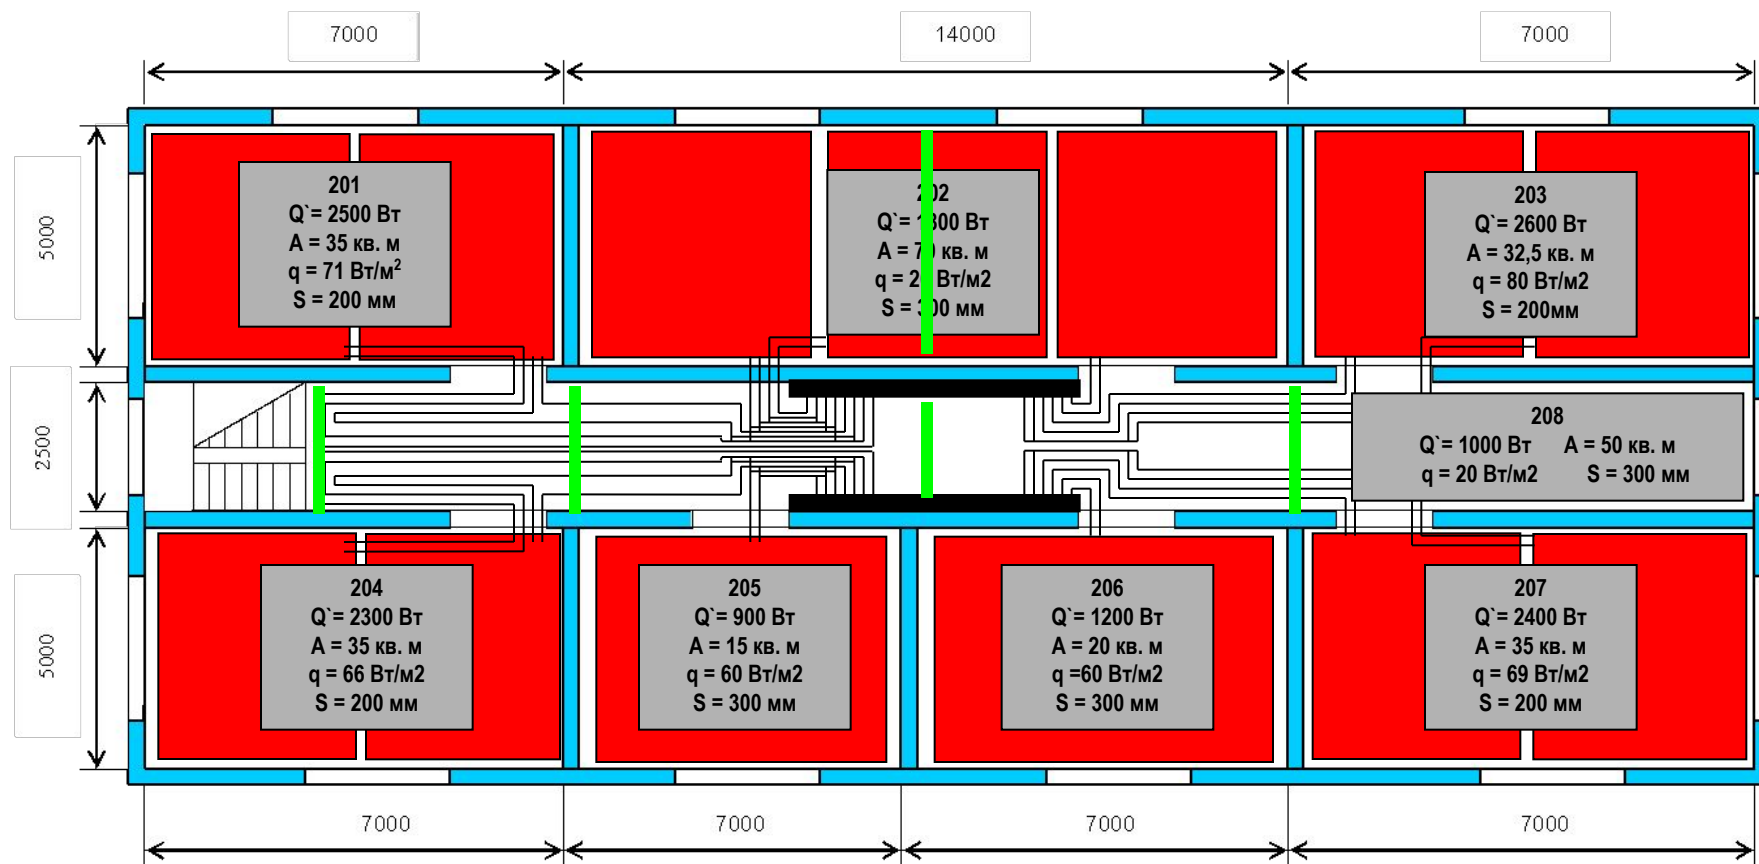 7000
14000
7000
5000
2500
5000
201
Q`= 2500 Вт
A = 35 кв. м
q = 71 Вт/м²
S = 200 мм
202
Q`= Вт
A = 70 кв. м
q = Вт/м2
S = 300 мм
203
Q`= 2600 Вт
A = 32,5 кв. м
q = 80 Вт/м2
S = 200мм
208
Q`= 1000 Вт A = 50 кв. м
q = 20 Вт/м2 S = 300 мм
204
Q`= 2300 Вт
A = 35 кв. м
q = 66 Вт/м2
S = 200 мм
205
Q`= 900 Вт
A = 15 кв. м
q = 60 Вт/м2
S = 300 мм
206
Q`= 1200 Вт
A = 20 кв. м
q =60 Вт/м2
S = 300 мм
207
Q`= 2400 Вт
A = 35 кв. м
q = 69 Вт/м2
S = 200 мм
7000
7000
7000
7000